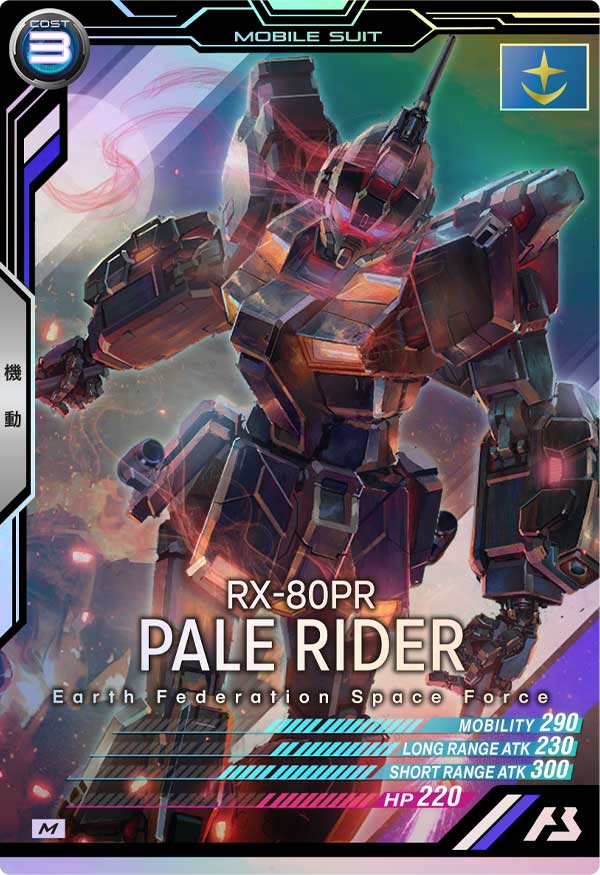 COST
3
MOBILE SUIT
機動
RX-80PR
PALE RIDER
Earth Federation Space Force
MOBILITY 290
LONG RANGE ATK 230
SHORT RANGE ATK 300
HP 220
M